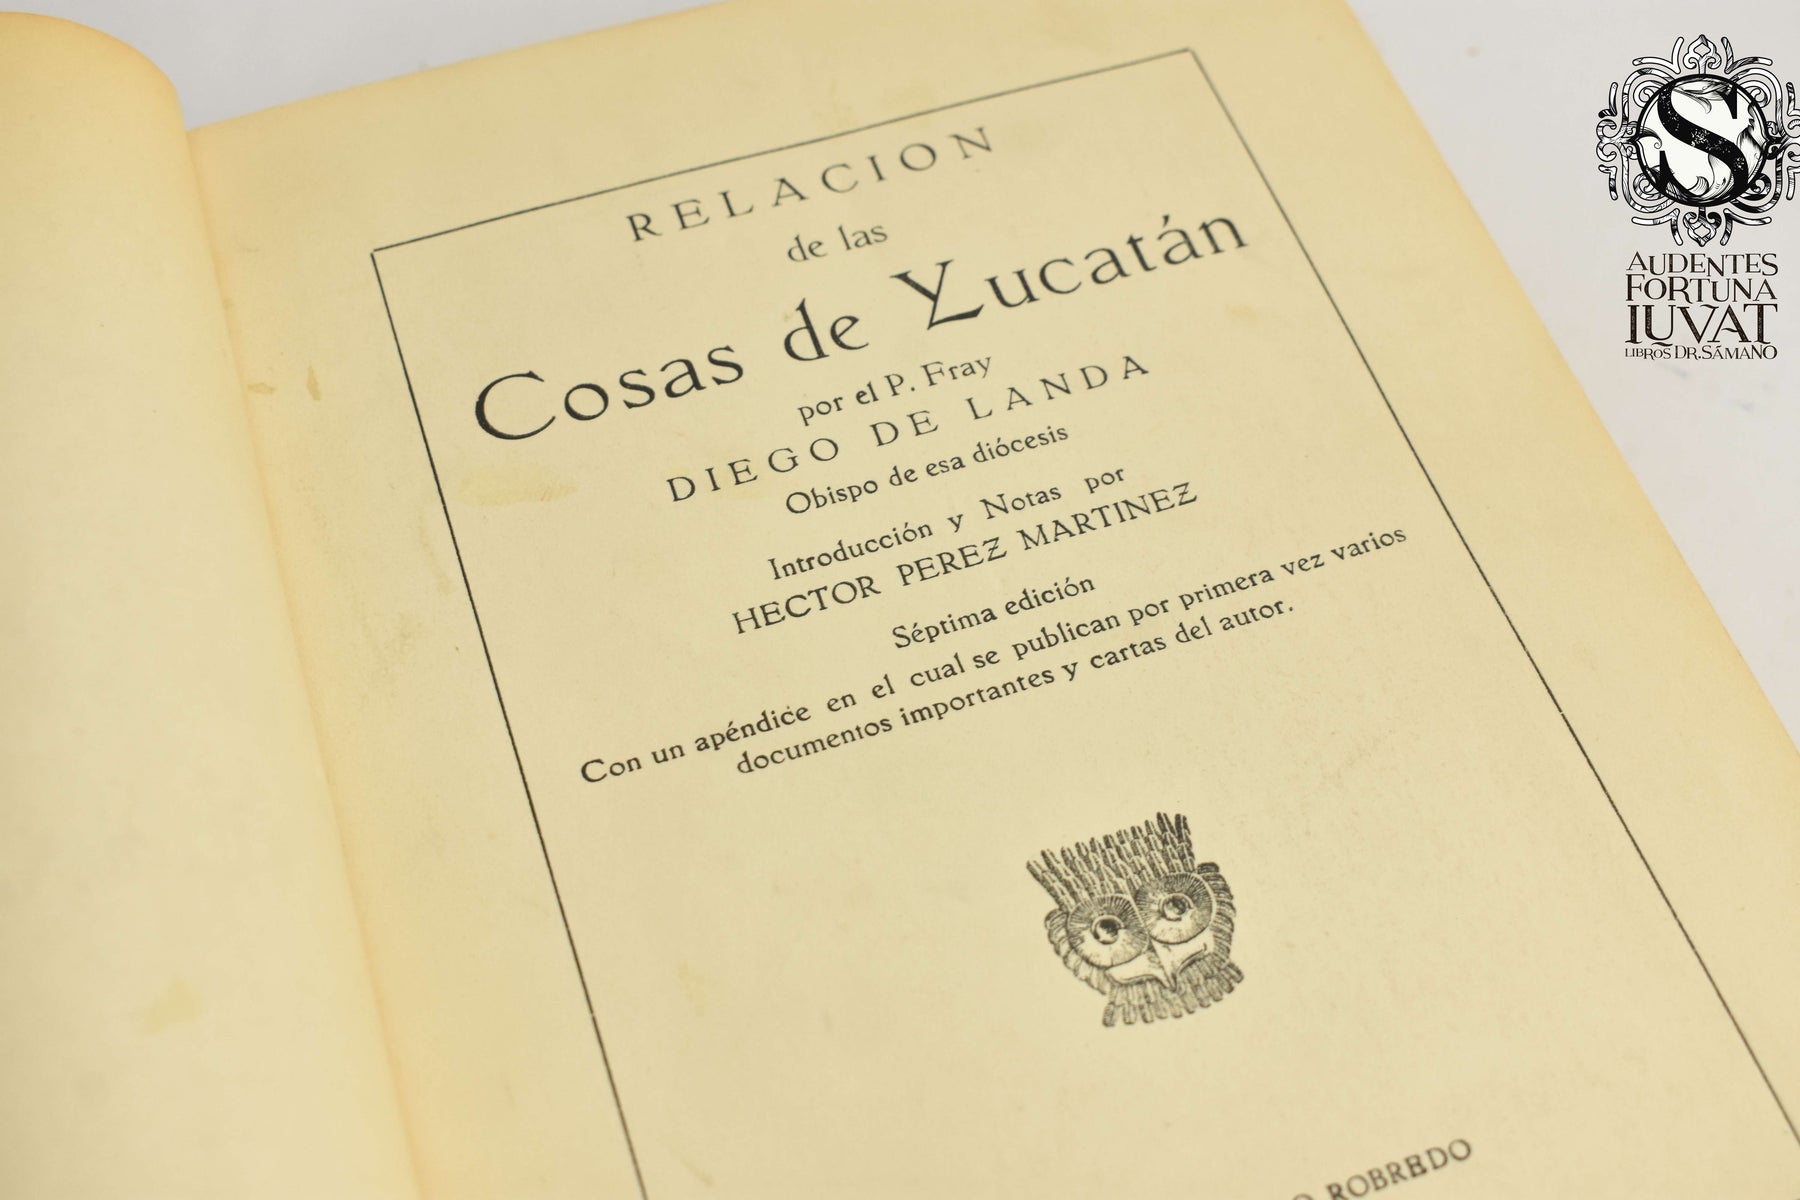 RELACION
de las
Cosas de Yucatán
por el P. Fray
DIEGO DE LANDA
Obispo de esa diócesis
Introducción y Notas por
HECTOR PEREZ MARTINEZ
Séptima edición
Con un apéndice en el cual se publican por primera vez varios
documentos importantes y cartas del autor.
ROBREDO
S
AUDENTES
FORTUNA
IUVAT
LIBROS DR. SÁMANO